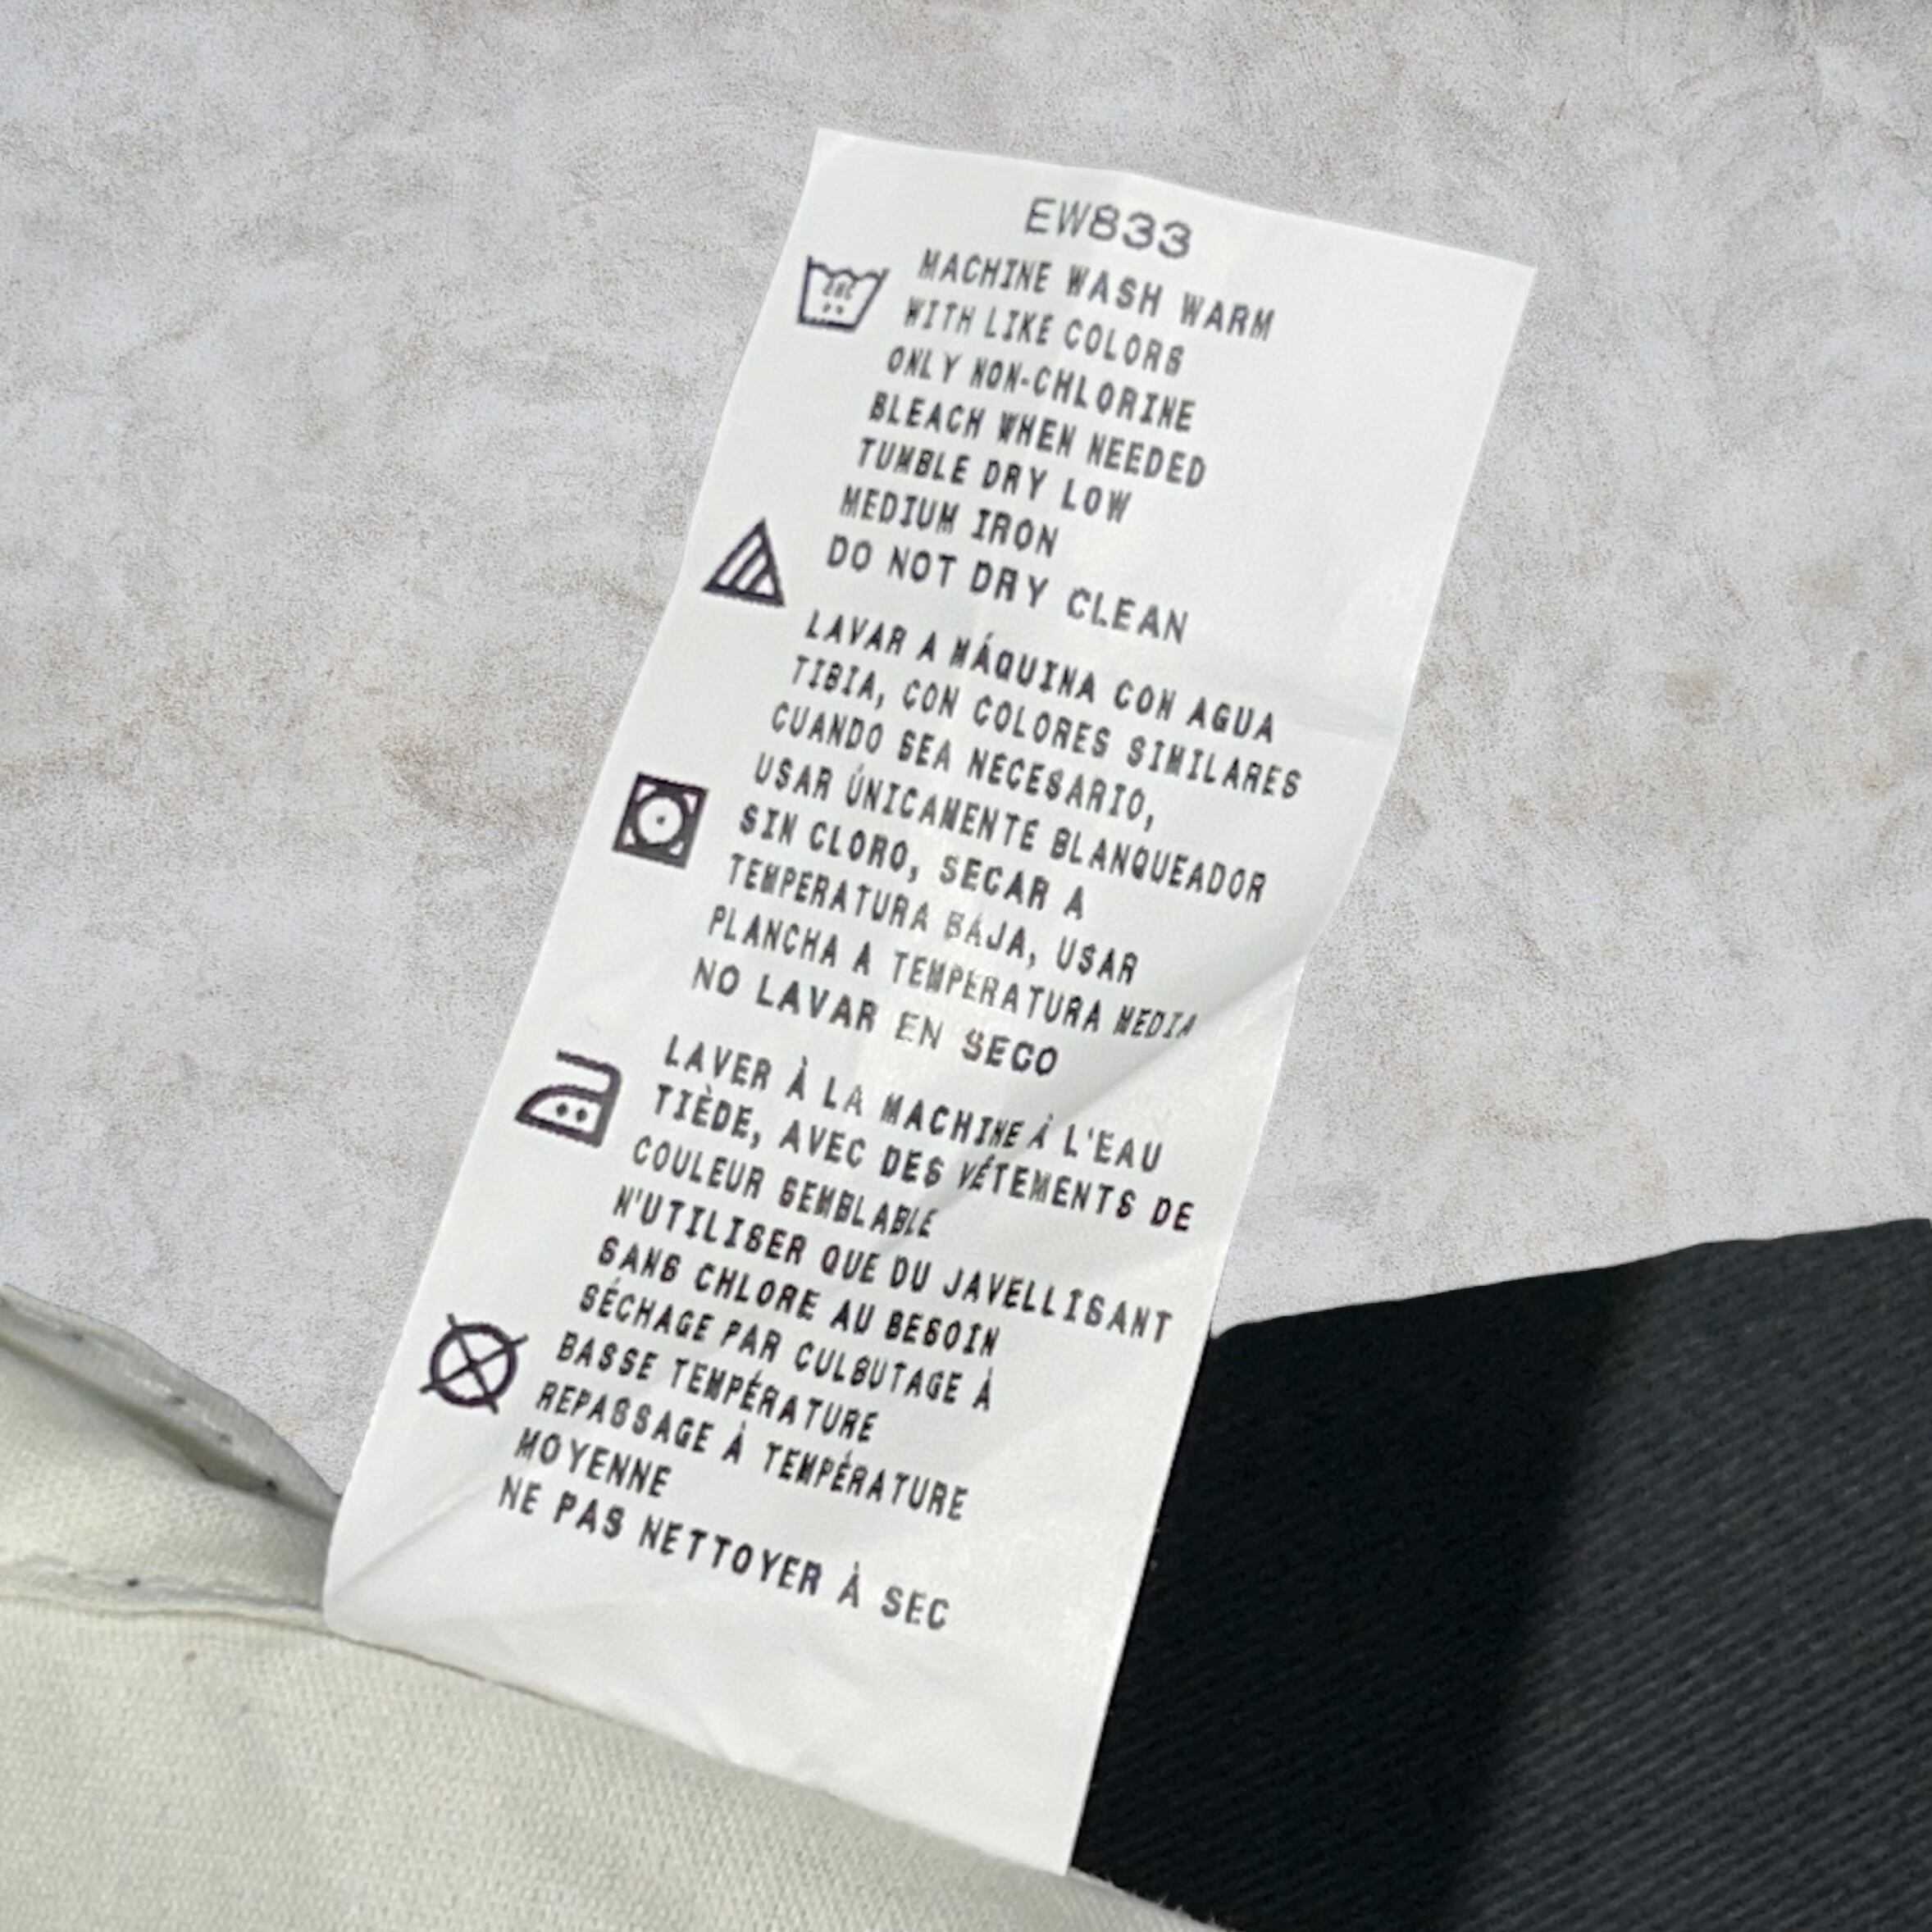 EW833
MACHINE WASH WARM
WITH LIKE COLORS
ONLY NON-CHLORINE
BLEACH WHEN NEEDED
TUMBLE DRY LOW
MEDIUM IRON
DO NOT DRY CLEAN
LAVAR A MÁQUINA CON AGUA
TIBIA, CON COLORES SIMILARES
CUANDO SEA NECESARIO,
USAR ÚNICAMENTE BLANQUEADOR
SIN CLORO, SECAR A
TEMPERATURA BAJA, USAR
PLANCHA A TEMPERATURA MEDIA
NO LAVAR EN SECO
LAVER À LA MACHINE À L'EAU
TIÈDE, AVEC DES VÊTEMENTS DE
COULEUR SEMBLABLE
N'UTILISER QUE DU JAVELLISANT
SANS CHLORE AU BESOIN
SÉCHAGE PAR CULBUTAGE À
BASSE TEMPÉRATURE
REPASSAGE À TEMPÉRATURE
MOYENNE
NE PAS NETTOYER À SEC